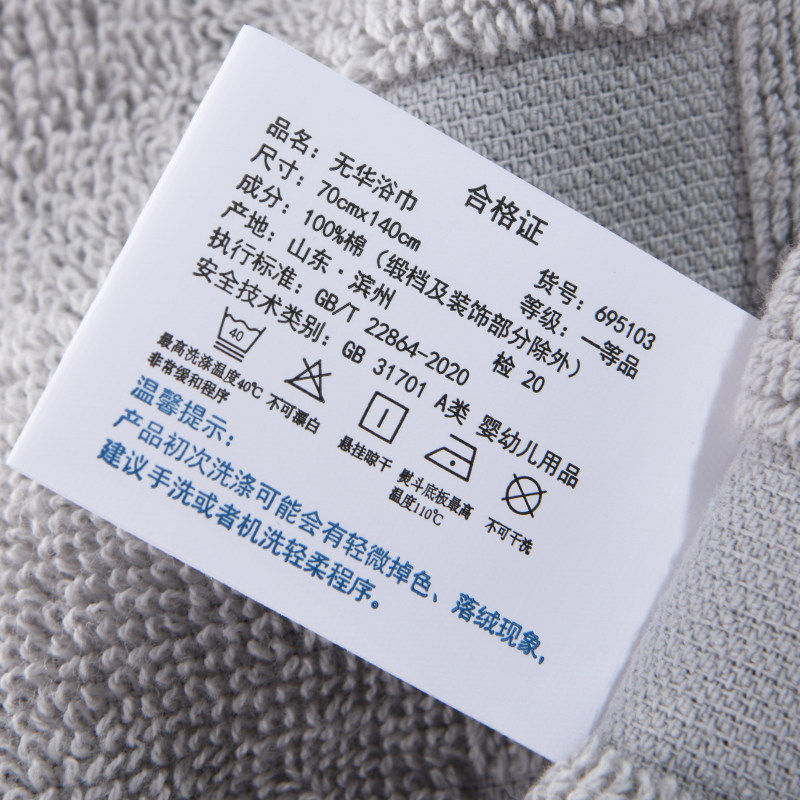 合格证
品名：无华浴巾 货号：695103
尺寸：70cmx140cm 等级：一等品
成分：100%棉（缎档及装饰部分除外）
产地：山东·滨州 检 20
执行标准：GB/T 22864-2020
安全技术类别：GB 31701 A类 婴幼儿用品
40
最高洗涤温度40℃
非常缓和程序
不可漂白
悬挂晾干
熨斗底板最高
温度110℃
不可干洗
温馨提示：
产品初次洗涤可能会有轻微掉色、落绒现象，
建议手洗或者机洗轻柔程序。